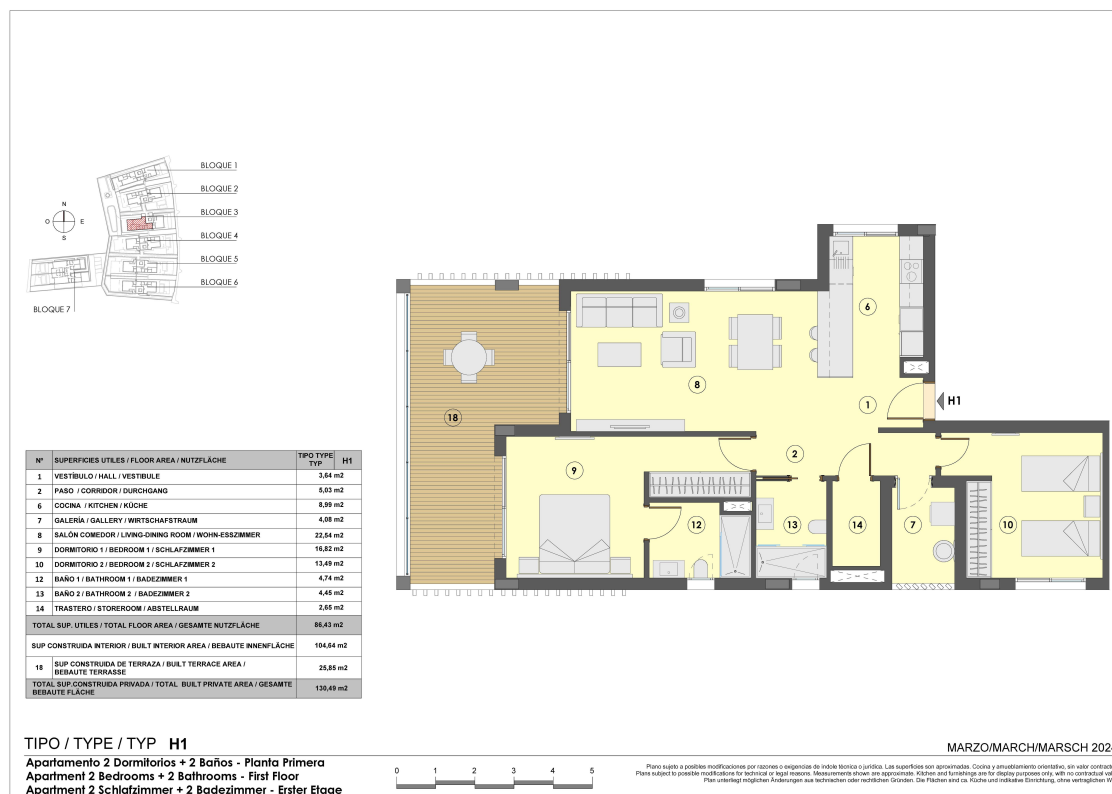 BLOQUE 1
BLOQUE 2
BLOQUE 3
BLOQUE 4
BLOQUE 5
BLOQUE 6
BLOQUE 7
N
O E
S
6
8
1
H1
18
2
9
12
13
14
7
10
Nº SUPERFICIES UTILES / FLOOR AREA / NUTZFLÄCHE TIPO TYPE TYP H1
1 VESTÍBULO / HALL / VESTIBULE 3,64 m2
2 PASO / CORRIDOR / DURCHGANG 5,03 m2
6 COCINA / KITCHEN / KÜCHE 8,99 m2
7 GALERÍA / GALLERY / WIRTSCHAFTSRAUM 4,08 m2
8 SALÓN COMEDOR / LIVING-DINING ROOM / WOHN-ESSZIMMER 22,54 m2
9 DORMITORIO 1 / BEDROOM 1 / SCHLAFZIMMER 1 16,82 m2
10 DORMITORIO 2 / BEDROOM 2 / SCHLAFZIMMER 2 13,49 m2
12 BAÑO 1 / BATHROOM 1 / BADEZIMMER 1 4,74 m2
13 BAÑO 2 / BATHROOM 2 / BADEZIMMER 2 4,45 m2
14 TRASTERO / STOREROOM / ABSTELLRAUM 2,65 m2
TOTAL SUP. UTILES / TOTAL FLOOR AREA / GESAMTE NUTZFLÄCHE 86,43 m2
SUP CONSTRUIDA INTERIOR / BUILT INTERIOR AREA / BEBAUTE INNENFLÄCHE 104,64 m2
18 SUP CONSTRUIDA DE TERRAZA / BUILT TERRACE AREA /
BEBAUTE TERRASSE 25,85 m2
TOTAL SUP.CONSTRUIDA PRIVADA / TOTAL BUILT PRIVATE AREA / GESAMTE
BEBAUTE FLÄCHE 130,49 m2
TIPO / TYPE / TYP H1
Apartamento 2 Dormitorios + 2 Baños - Planta Primera
Apartment 2 Bedrooms + 2 Bathrooms - First Floor
Apartment 2 Schlafzimmer + 2 Badezimmer - Erster Etage
0 1 2 3 4 5
MARZO/MARCH/MARSCH 202
Plano sujeto a posibles modificaciones por razones o exigencias de indole técnica o jurídica. Las superficies son aproximadas. Cocina y amueblamiento orientativo, sin valor contract
Plans subject to possible modifications for technical or legal reasons. Measurements shown are approximate. Kitchen and furnishings are for display purposes only, with no contractual val
Plan unterliegt möglichen Änderungen aus technischen oder rechtlichen Gründen. Die Flächen sind ca. Küche und indikative Einrichtung, ohne vertraglichen W